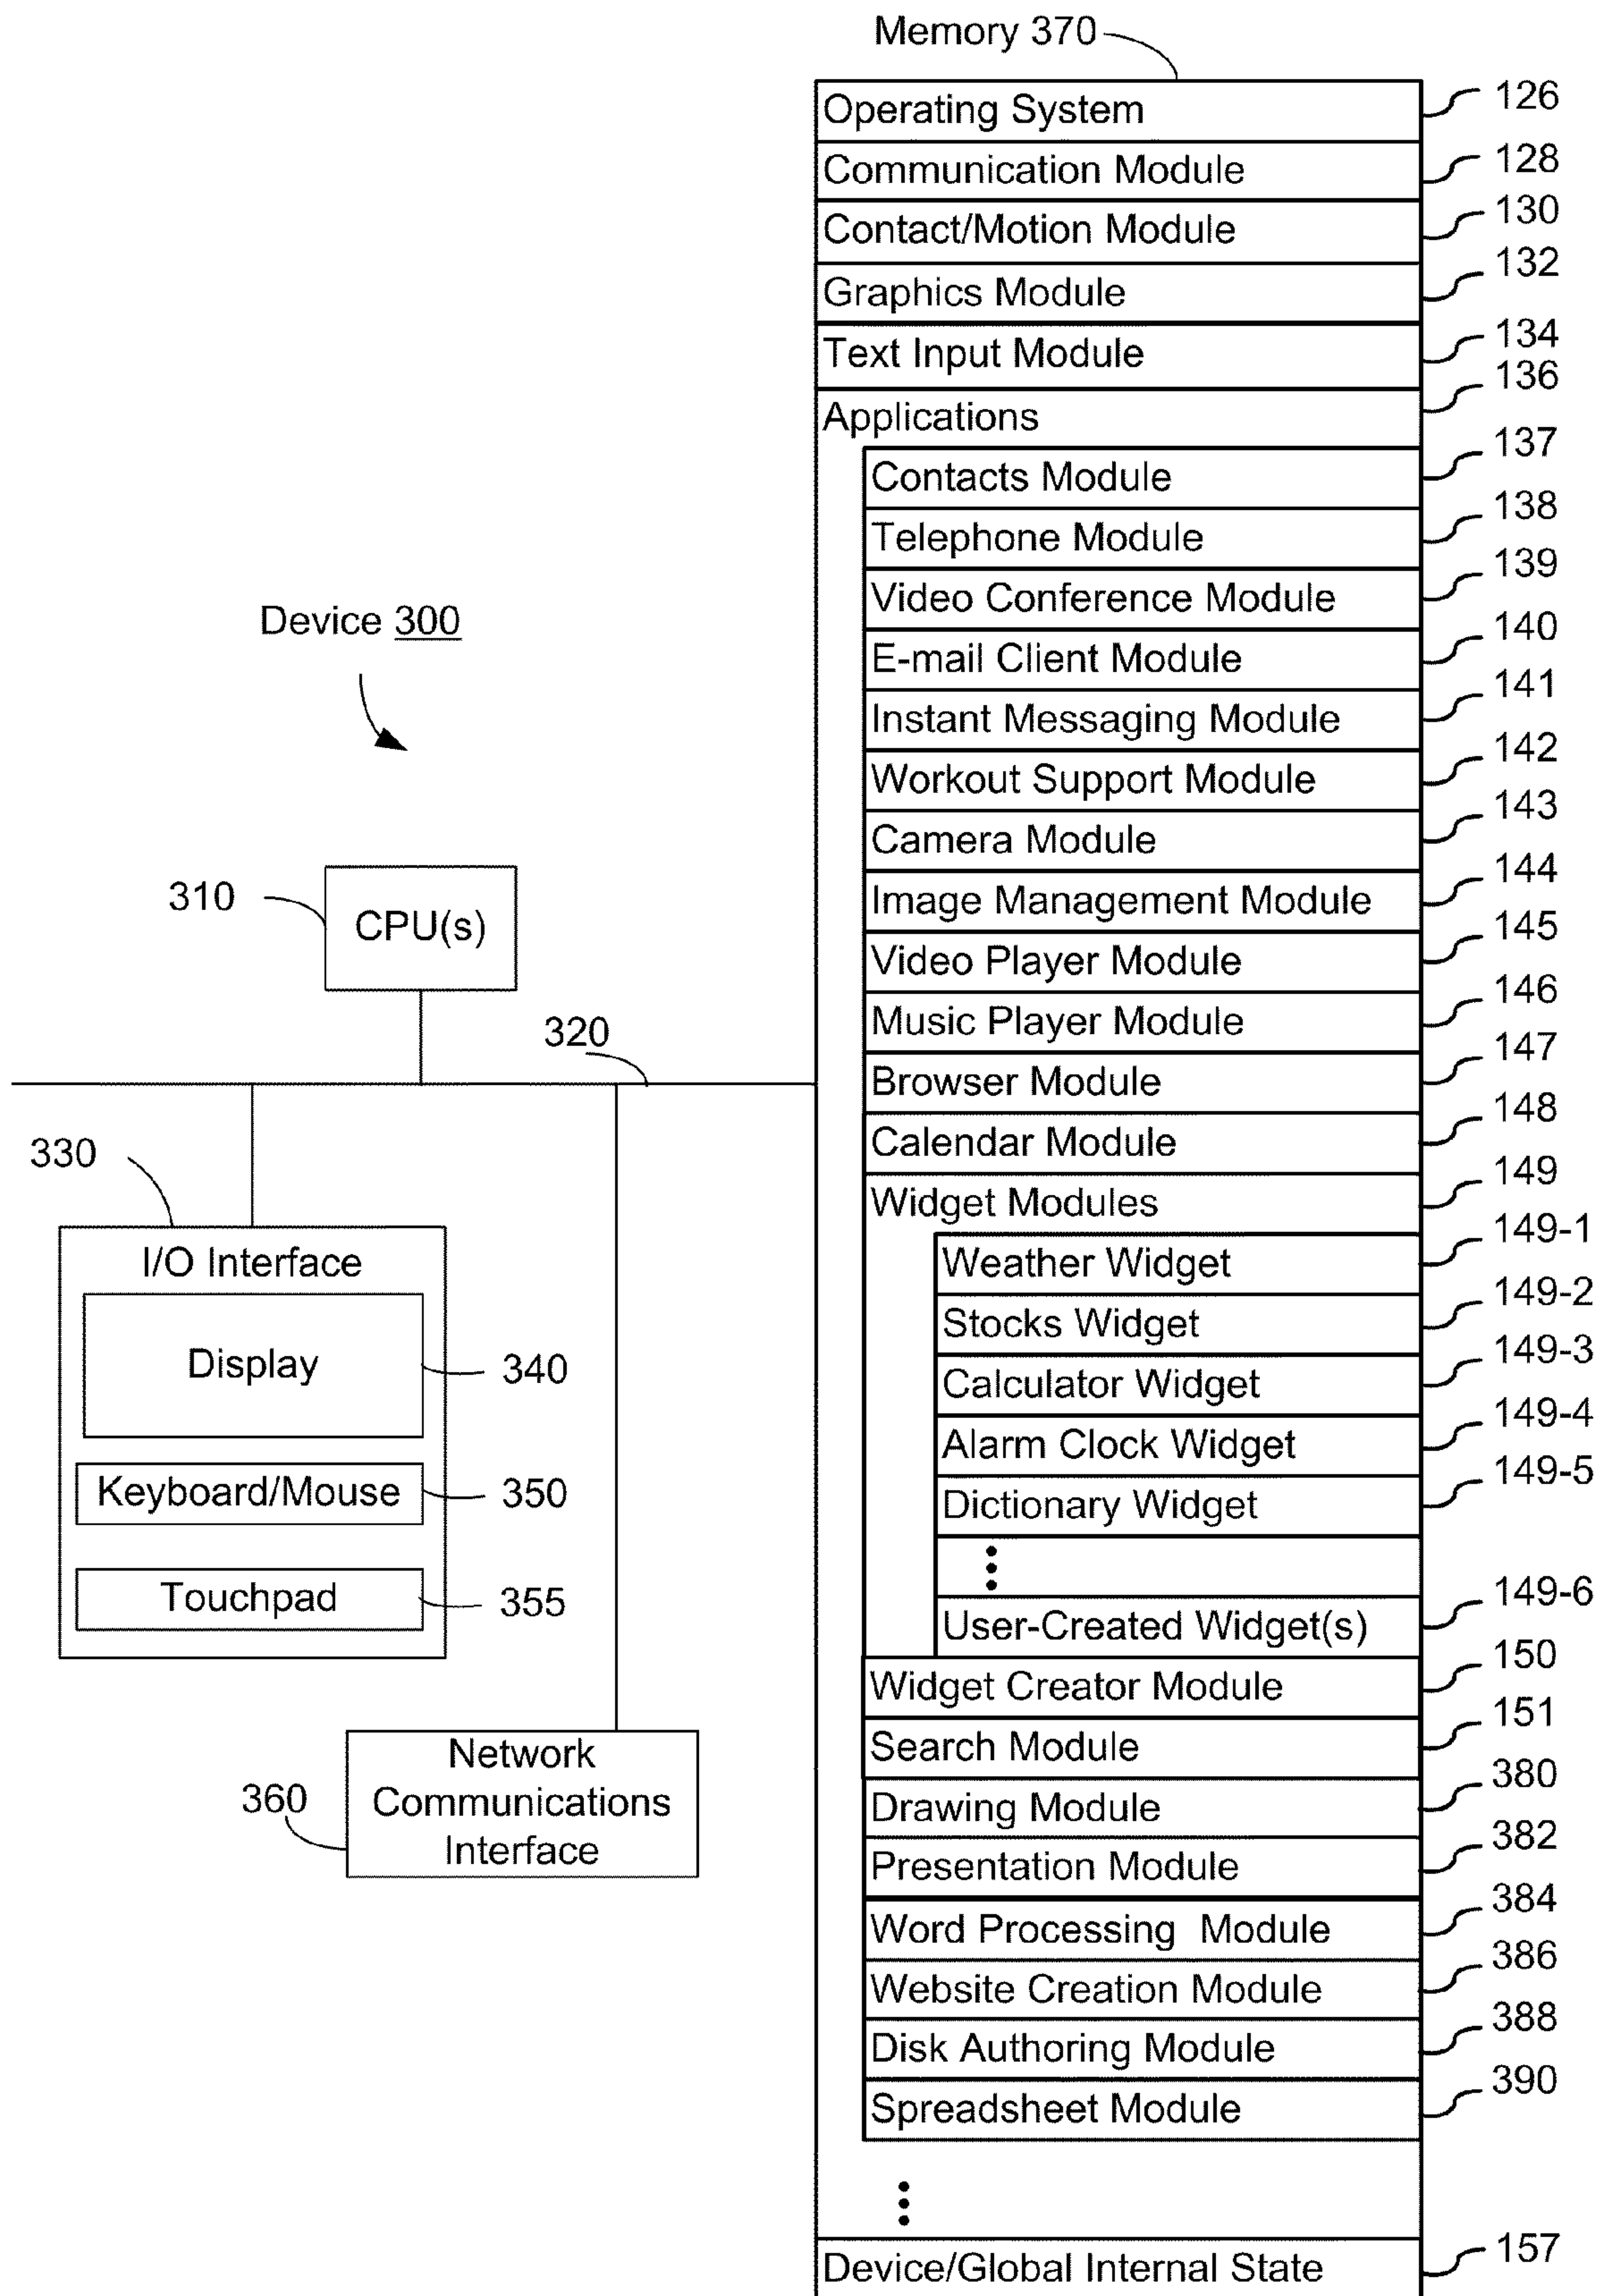 Memory 370
Operating System 126
Communication Module 128
Contact/Motion Module 130
Graphics Module 132
Text Input Module 134
Applications 136
Contacts Module 137
Telephone Module 138
Video Conference Module 139
E-mail Client Module 140
Instant Messaging Module 141
Workout Support Module 142
Camera Module 143
Image Management Module 144
Video Player Module 145
Music Player Module 146
Browser Module 147
Calendar Module 148
Widget Modules 149
Weather Widget 149-1
Stocks Widget 149-2
Calculator Widget 149-3
Alarm Clock Widget 149-4
Dictionary Widget 149-5
User-Created Widget(s) 149-6
Widget Creator Module 150
Search Module 151
Drawing Module 380
Presentation Module 382
Word Processing Module 384
Website Creation Module 386
Disk Authoring Module 388
Spreadsheet Module 390
Device/Global Internal State 157
Device 300
310
CPU(s)
320
330
I/O Interface
Display 340
Keyboard/Mouse 350
Touchpad 355
360
Network
Communications
Interface